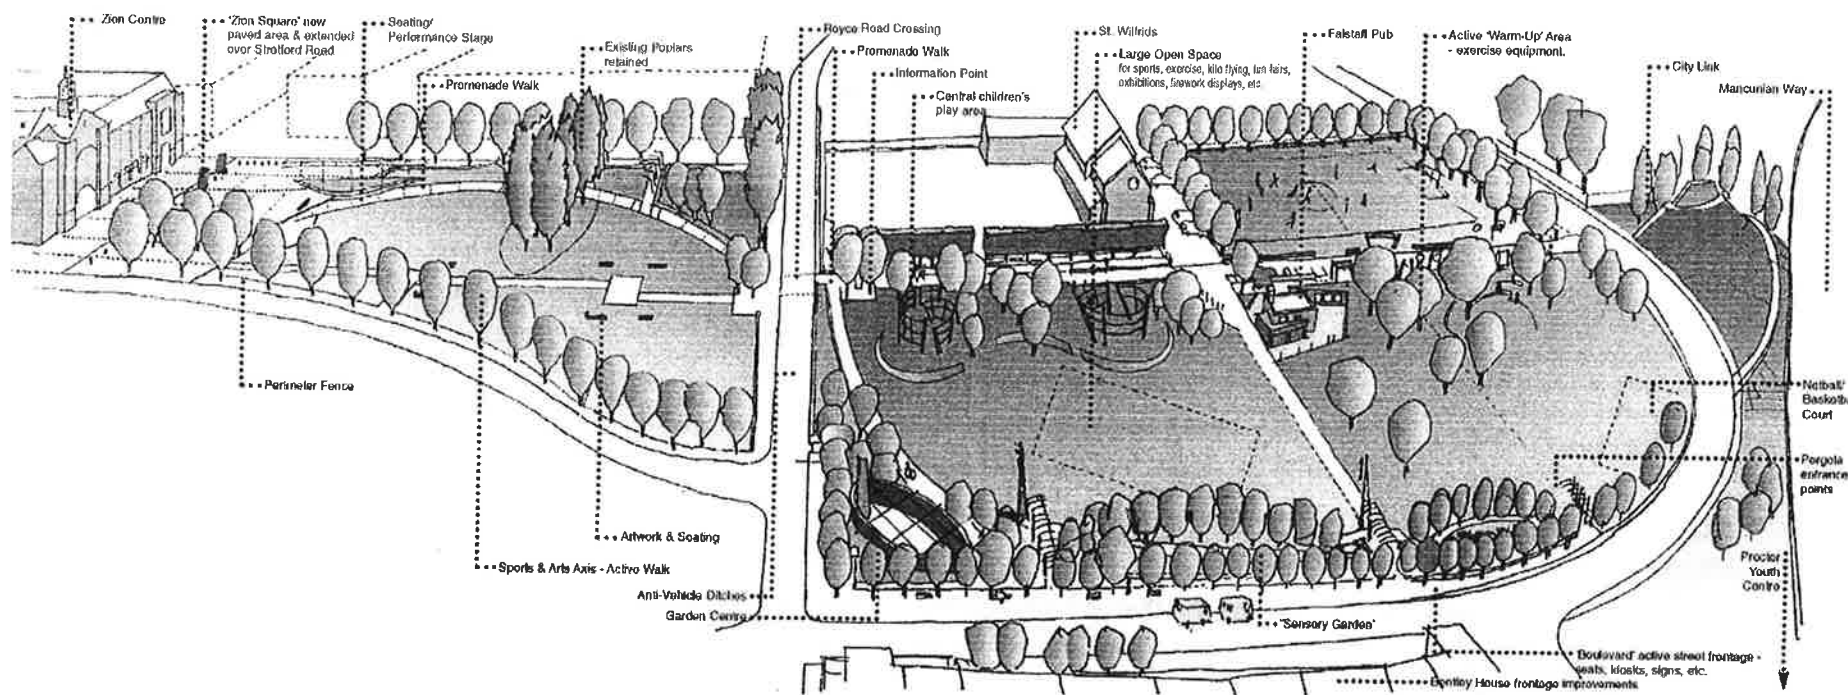 Zion Centre
'Zion Square' new
paved area & extended
over Stretford Road
Seating/
Performance Stage
Existing Poplars
retained
Promenade Walk
Royce Road Crossing
Promenade Walk
Information Point
Central children's
play area
St. Wilfrids
Large Open Space
for sports, exercise, kite flying, fun fairs,
exhibitions, firework displays, etc.
Falstaff Pub
Active 'Warm-Up' Area
- exercise equipment.
City Link
Mancunian Way
Perimeter Fence
Artwork & Seating
Sports & Arts Axis - Active Walk
Anti-Vehicle Ditches
Garden Centre
'Sensory Garden'
Netball/
Basketba
Court
Pergola
entrance
points
Proctor
Youth
Centre
'Boulevard' active street frontage -
seats, kiosks, signs, etc.
Bentley House frontage improvements